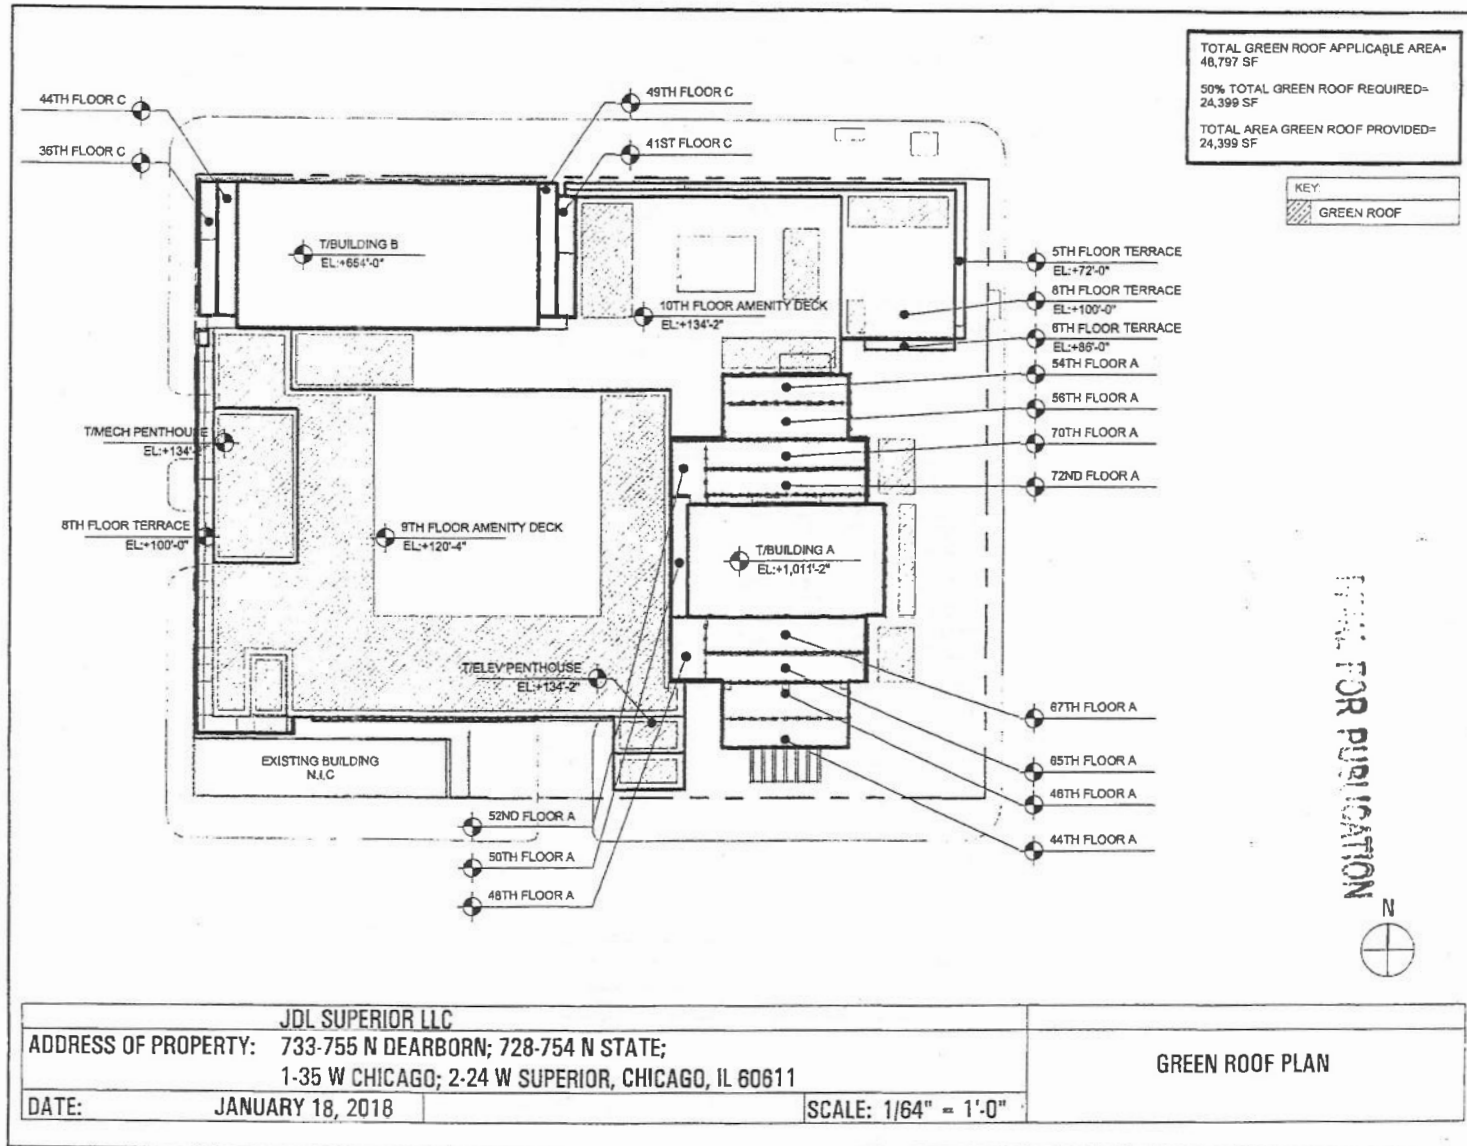 TOTAL GREEN ROOF APPLICABLE AREA=
48,797 SF
50% TOTAL GREEN ROOF REQUIRED=
24,399 SF
TOTAL AREA GREEN ROOF PROVIDED=
24,399 SF
KEY:
GREEN ROOF
44TH FLOOR C
36TH FLOOR C
49TH FLOOR C
41ST FLOOR C
T/BUILDING B
EL:+654'-0"
10TH FLOOR AMENITY DECK
EL:+134'-2"
5TH FLOOR TERRACE
EL:+72'-0"
8TH FLOOR TERRACE
EL:+100'-0"
6TH FLOOR TERRACE
EL:+86'-0"
54TH FLOOR A
56TH FLOOR A
70TH FLOOR A
72ND FLOOR A
T/MECH PENTHOUSE
EL:+134'-
8TH FLOOR TERRACE
EL:+100'-0"
9TH FLOOR AMENITY DECK
EL:+120'-4"
T/BUILDING A
EL:+1,011'-2"
T/ELEV PENTHOUSE
EL:+134'-2"
EXISTING BUILDING
N.I.C
67TH FLOOR A
65TH FLOOR A
46TH FLOOR A
44TH FLOOR A
52ND FLOOR A
50TH FLOOR A
48TH FLOOR A
FOR PUBLICATION
N
JDL SUPERIOR LLC
ADDRESS OF PROPERTY: 733-755 N DEARBORN; 728-754 N STATE;
1-35 W CHICAGO; 2-24 W SUPERIOR, CHICAGO, IL 60611
DATE: JANUARY 18, 2018
SCALE: 1/64" = 1'-0"
GREEN ROOF PLAN